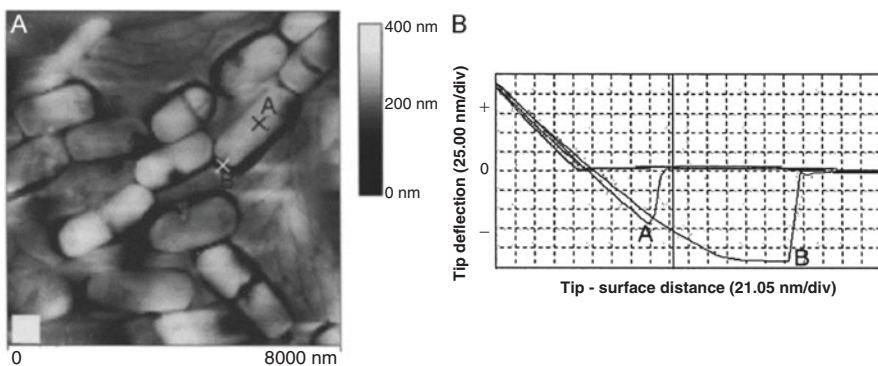 A
A
B
0
8000 nm
400 nm
200 nm
0 nm
B
Tip deflection (25.00 nm/div)
+
0
–
A
B
Tip - surface distance (21.05 nm/div)